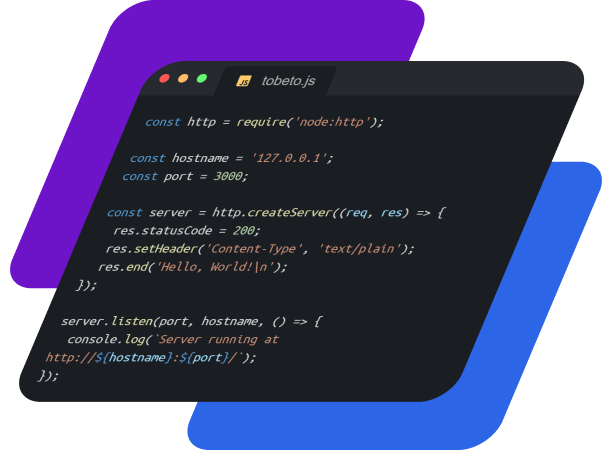 JS tobeto.js
const http = require('node:http');
const hostname = '127.0.0.1';
const port = 3000;
const server = http.createServer((req, res) => {
res.statusCode = 200;
res.setHeader('Content-Type', 'text/plain');
res.end('Hello, World!\n');
});
server.listen(port, hostname, () => {
console.log(`Server running at
http://${hostname}:${port}/`);
});